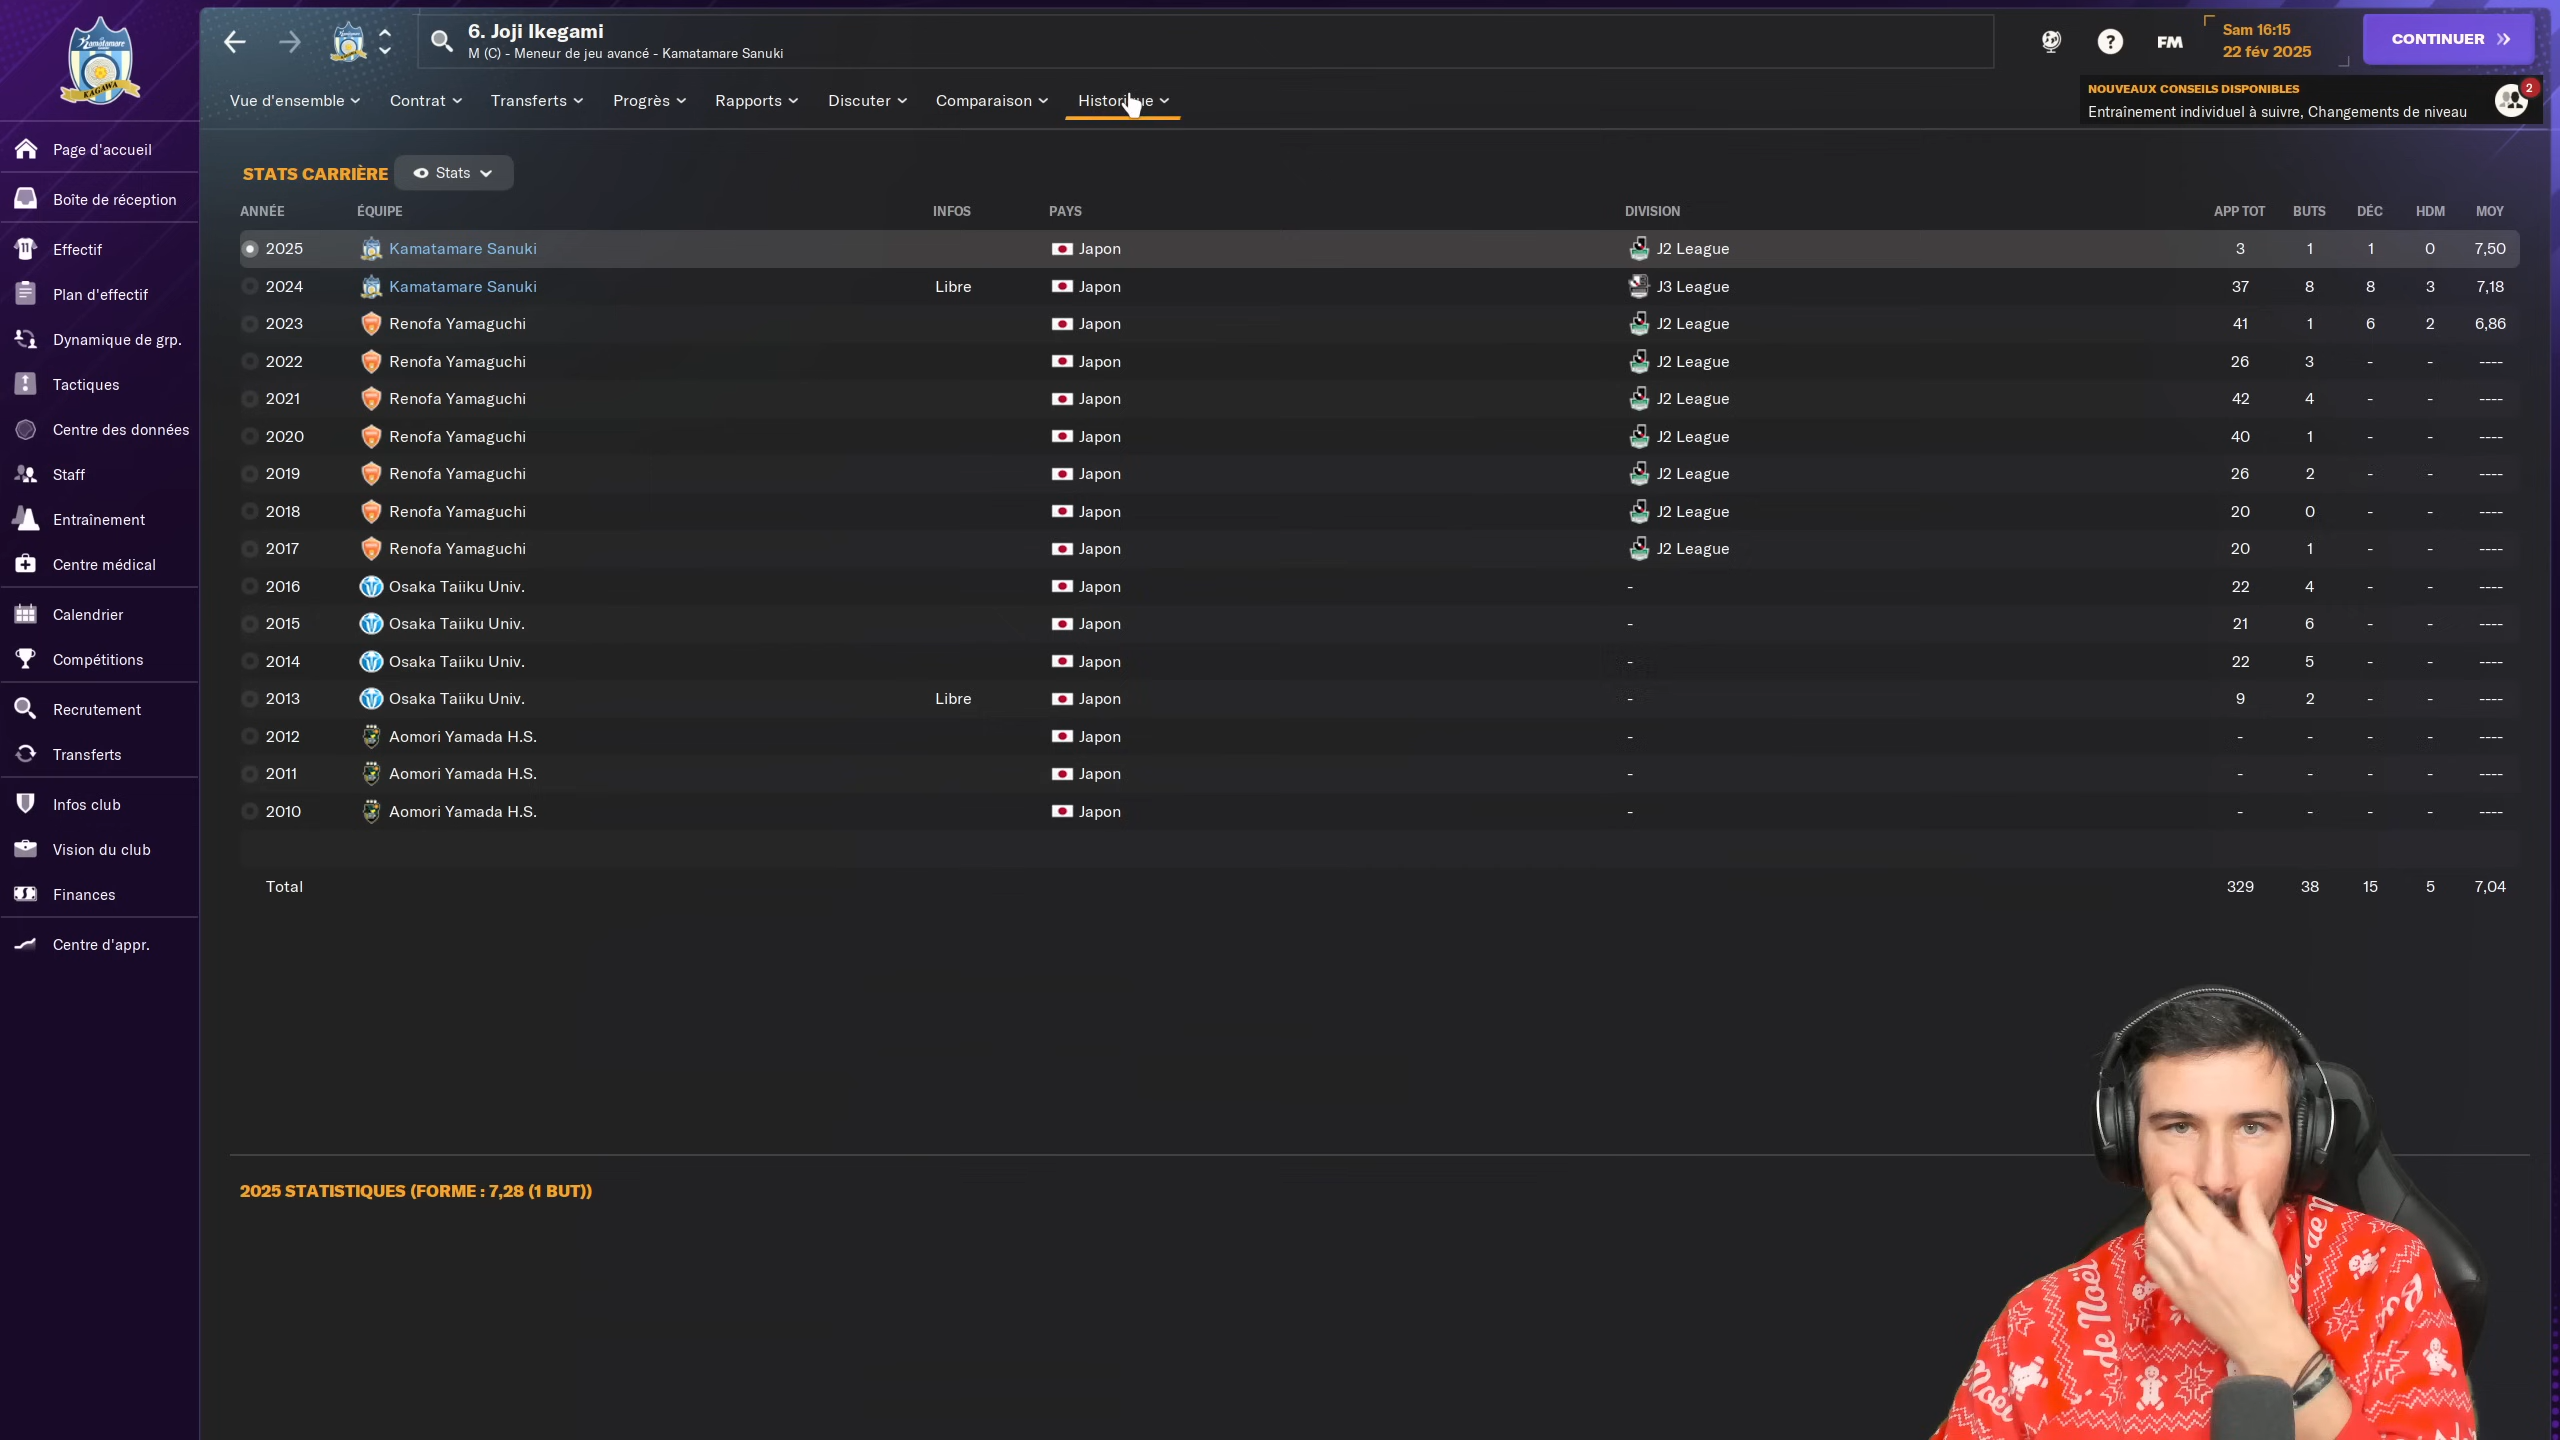 6. Joji Ikegami
M (C) - Meneur de jeu avancé - Kamatamare Sanuki
FM
Sam 16:15
22 fév 2025
CONTINUER
Vue d'ensemble
Contrat
Transferts
Progrès
Rapports
Discuter
Comparaison
Historique
NOUVEAUX CONSEILS DISPONIBLES
Entraînement individuel à suivre, Changements de niveau
2
KAGAWA
Page d'accueil
Boîte de réception
Effectif
Plan d'effectif
Dynamique de grp.
Tactiques
Centre des données
Staff
Entraînement
Centre médical
Calendrier
Compétitions
Recrutement
Transferts
Infos club
Vision du club
Finances
Centre d'appr.
STATS CARRIÈRE Stats
ANNÉE ÉQUIPE INFOS PAYS DIVISION APP TOT BUTS DÉC HDM MOY
2025 Kamatamare Sanuki Japon J2 League 3 1 1 0 7,50
2024 Kamatamare Sanuki Libre Japon J3 League 37 8 8 3 7,18
2023 Renofa Yamaguchi Japon J2 League 41 1 6 2 6,86
2022 Renofa Yamaguchi Japon J2 League 26 3 - - ----
2021 Renofa Yamaguchi Japon J2 League 42 4 - - ----
2020 Renofa Yamaguchi Japon J2 League 40 1 - - ----
2019 Renofa Yamaguchi Japon J2 League 26 2 - - ----
2018 Renofa Yamaguchi Japon J2 League 20 0 - - ----
2017 Renofa Yamaguchi Japon J2 League 20 1 - - ----
2016 Osaka Taiiku Univ. Japon - 22 4 - - ----
2015 Osaka Taiiku Univ. Japon - 21 6 - - ----
2014 Osaka Taiiku Univ. Japon - 22 5 - - ----
2013 Osaka Taiiku Univ. Libre Japon - 9 2 - - ----
2012 Aomori Yamada H.S. Japon - - - - - ----
2011 Aomori Yamada H.S. Japon - - - - - ----
2010 Aomori Yamada H.S. Japon - - - - - ----
Total 329 38 15 5 7,04
2025 STATISTIQUES (FORME : 7,28 (1 BUT))
de Noël